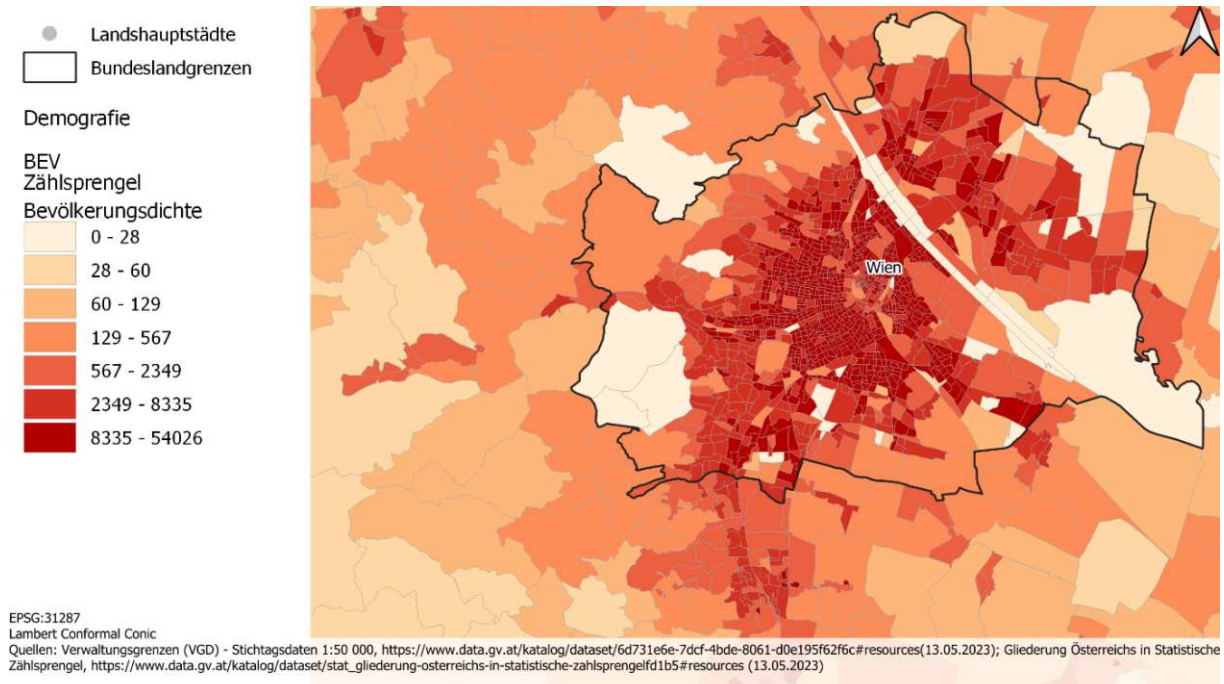 Landshauptstädte
Bundeslandgrenzen
Demografie
BEV
Zählsprengel
Bevölkerungsdichte
0 - 28
28 - 60
60 - 129
129 - 567
567 - 2349
2349 - 8335
8335 - 54026
Wien
EPSG:31287
Lambert Conformal Conic
Quellen: Verwaltungsgrenzen (VGD) - Stichtagsdaten 1:50 000, https://www.data.gv.at/katalog/dataset/6d731e6e-7dcf-4bde-8061-d0e195f62f6c#resources(13.05.2023); Gliederung Österreichs in Statistische
Zählsprengel, https://www.data.gv.at/katalog/dataset/stat_gliederung-osterreichs-in-statistische-zahlsprengelfd1b5#resources (13.05.2023)